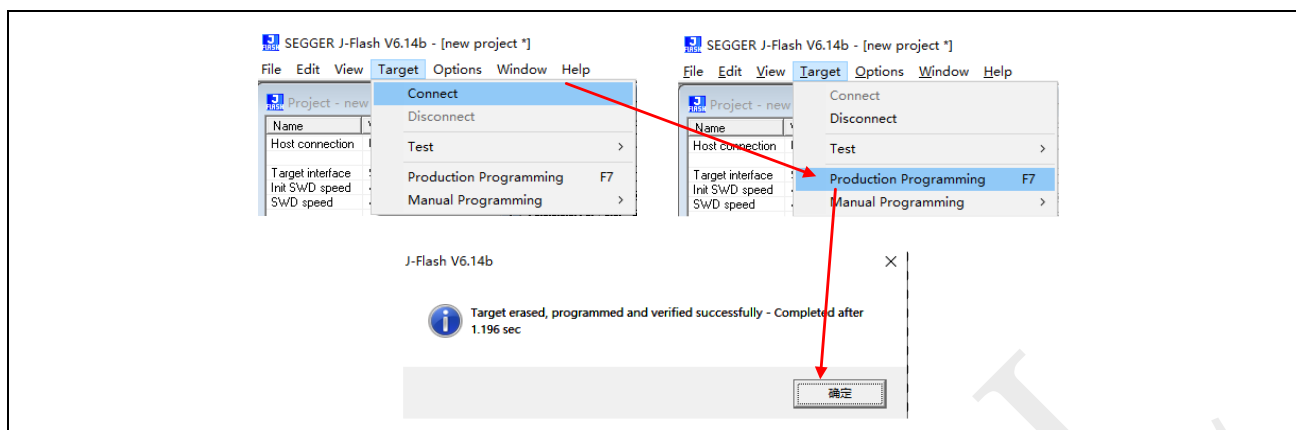 SEGGER J-Flash V6.14b - [new project *]
File Edit View Target Options Window Help
Project - new
Name
Host connection
Target interface
Init SWD speed
SWD speed
Connect
Disconnect
Test >
Production Programming F7
Manual Programming >
SEGGER J-Flash V6.14b - [new project *]
File Edit View Target Options Window Help
Project - new
Name
Host connection
Target interface
Init SWD speed
SWD speed
Connect
Disconnect
Test >
Production Programming F7
Manual Programming >
J-Flash V6.14b
Target erased, programmed and verified successfully - Completed after
1.196 sec
确定